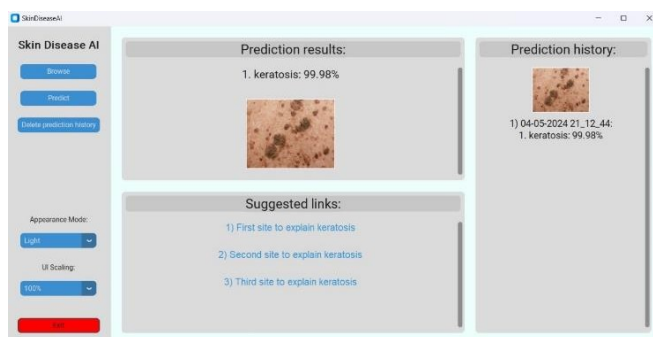 SkinDiseaseAI
Skin Disease AI
Browse
Predict
Delete prediction history
Appearance Mode:
Light
UI Scaling:
100%
Exit
Prediction results:
1. keratosis: 99.98%
Suggested links:
1) First site to explain keratosis
2) Second site to explain keratosis
3) Third site to explain keratosis
Prediction history:
1) 04-05-2024 21_12_44:
1. keratosis: 99.98%